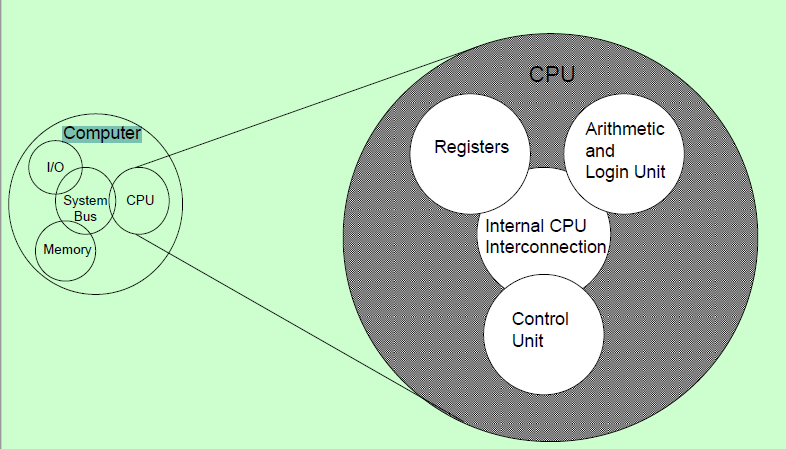 Computer
I/O
System
Bus
CPU
Memory
CPU
Registers
Arithmetic
and
Login Unit
Internal CPU
Interconnection
Control
Unit